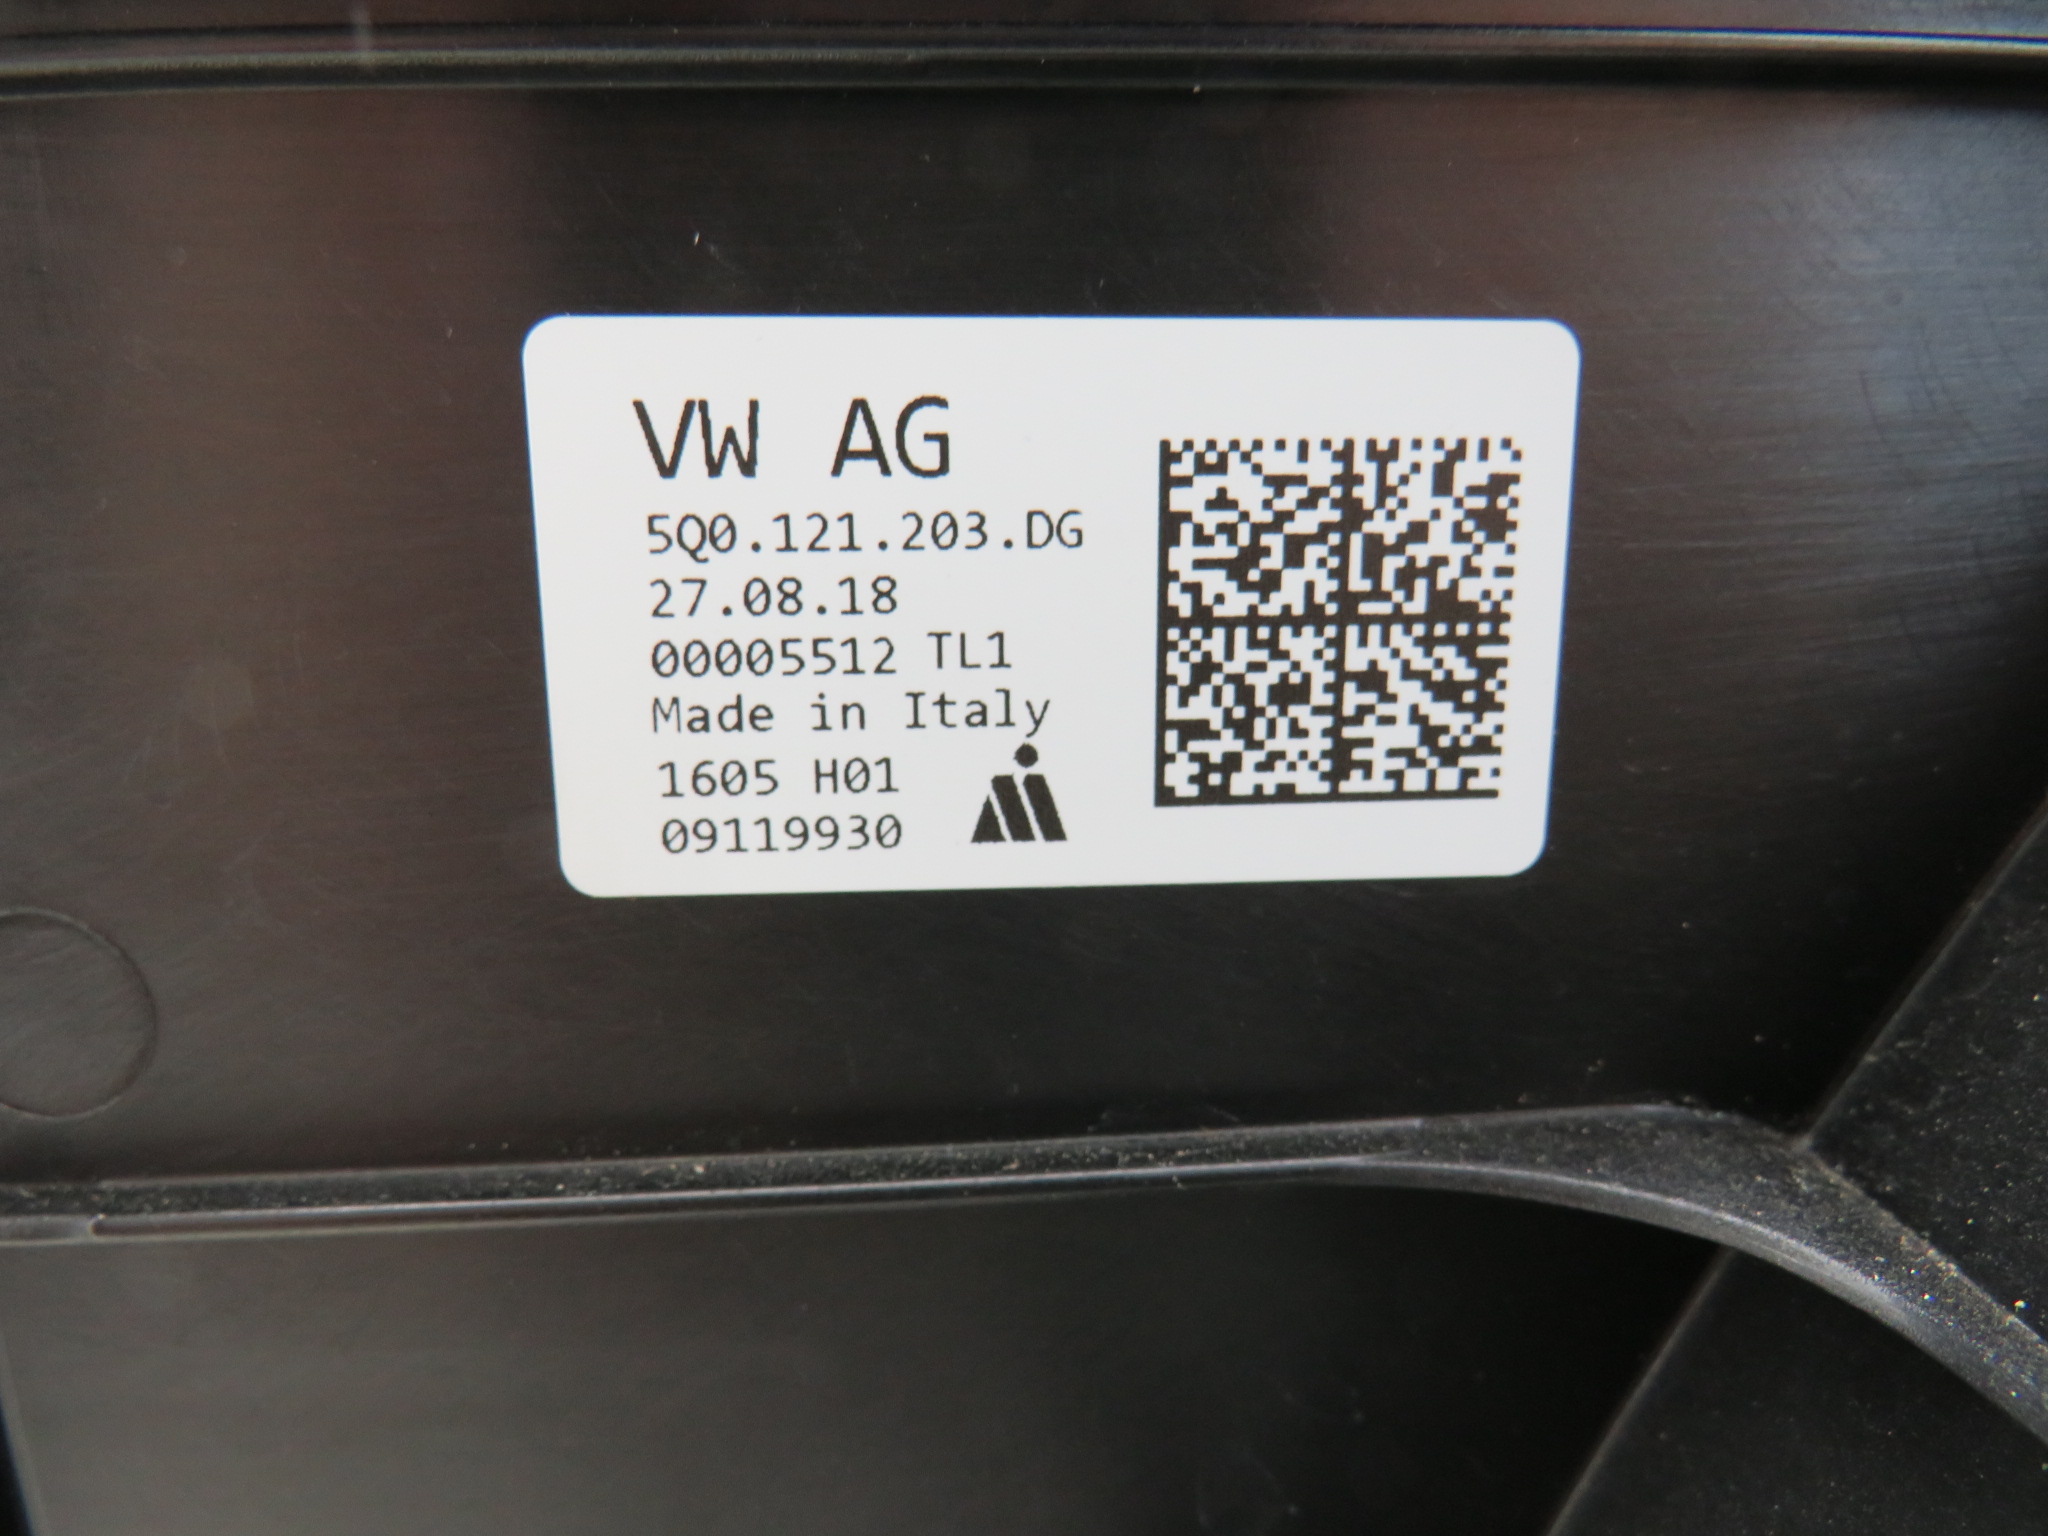 VW AG
5Q0.121.203.DG
27.08.18
00005512 TL1
Made in Italy
1605 H01
09119930